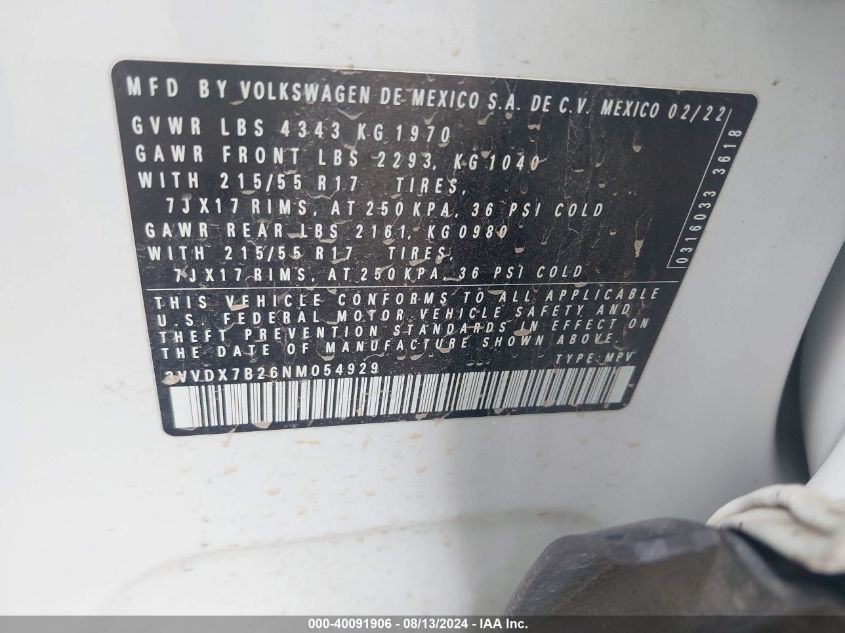 MFD BY VOLKSWAGEN DE MEXICO S.A. DE C.V. MEXICO 02/22
GVWR LBS 4343 KG 1970
GAWR FRONT LBS 2293, KG 1040
WITH 215/55 R17 TIRES,
7JX17 RIMS, AT 250 KPA, 36 PSI COLD
GAWR REAR LBS 2161, KG 0980
WITH 215/55 R17 TIRES,
7JX17 RIMS, AT 250 KPA, 36 PSI COLD
0316033 3618
THIS VEHICLE CONFORMS TO ALL APPLICABLE
U.S. FEDERAL MOTOR VEHICLE SAFETY AND
THEFT PREVENTION STANDARDS IN EFFECT ON
THE DATE OF MANUFACTURE SHOWN ABOVE.
3VVDX7B26NM054929 TYPE: MPV
000-40091906 - 08/13/2024 - IAA Inc.